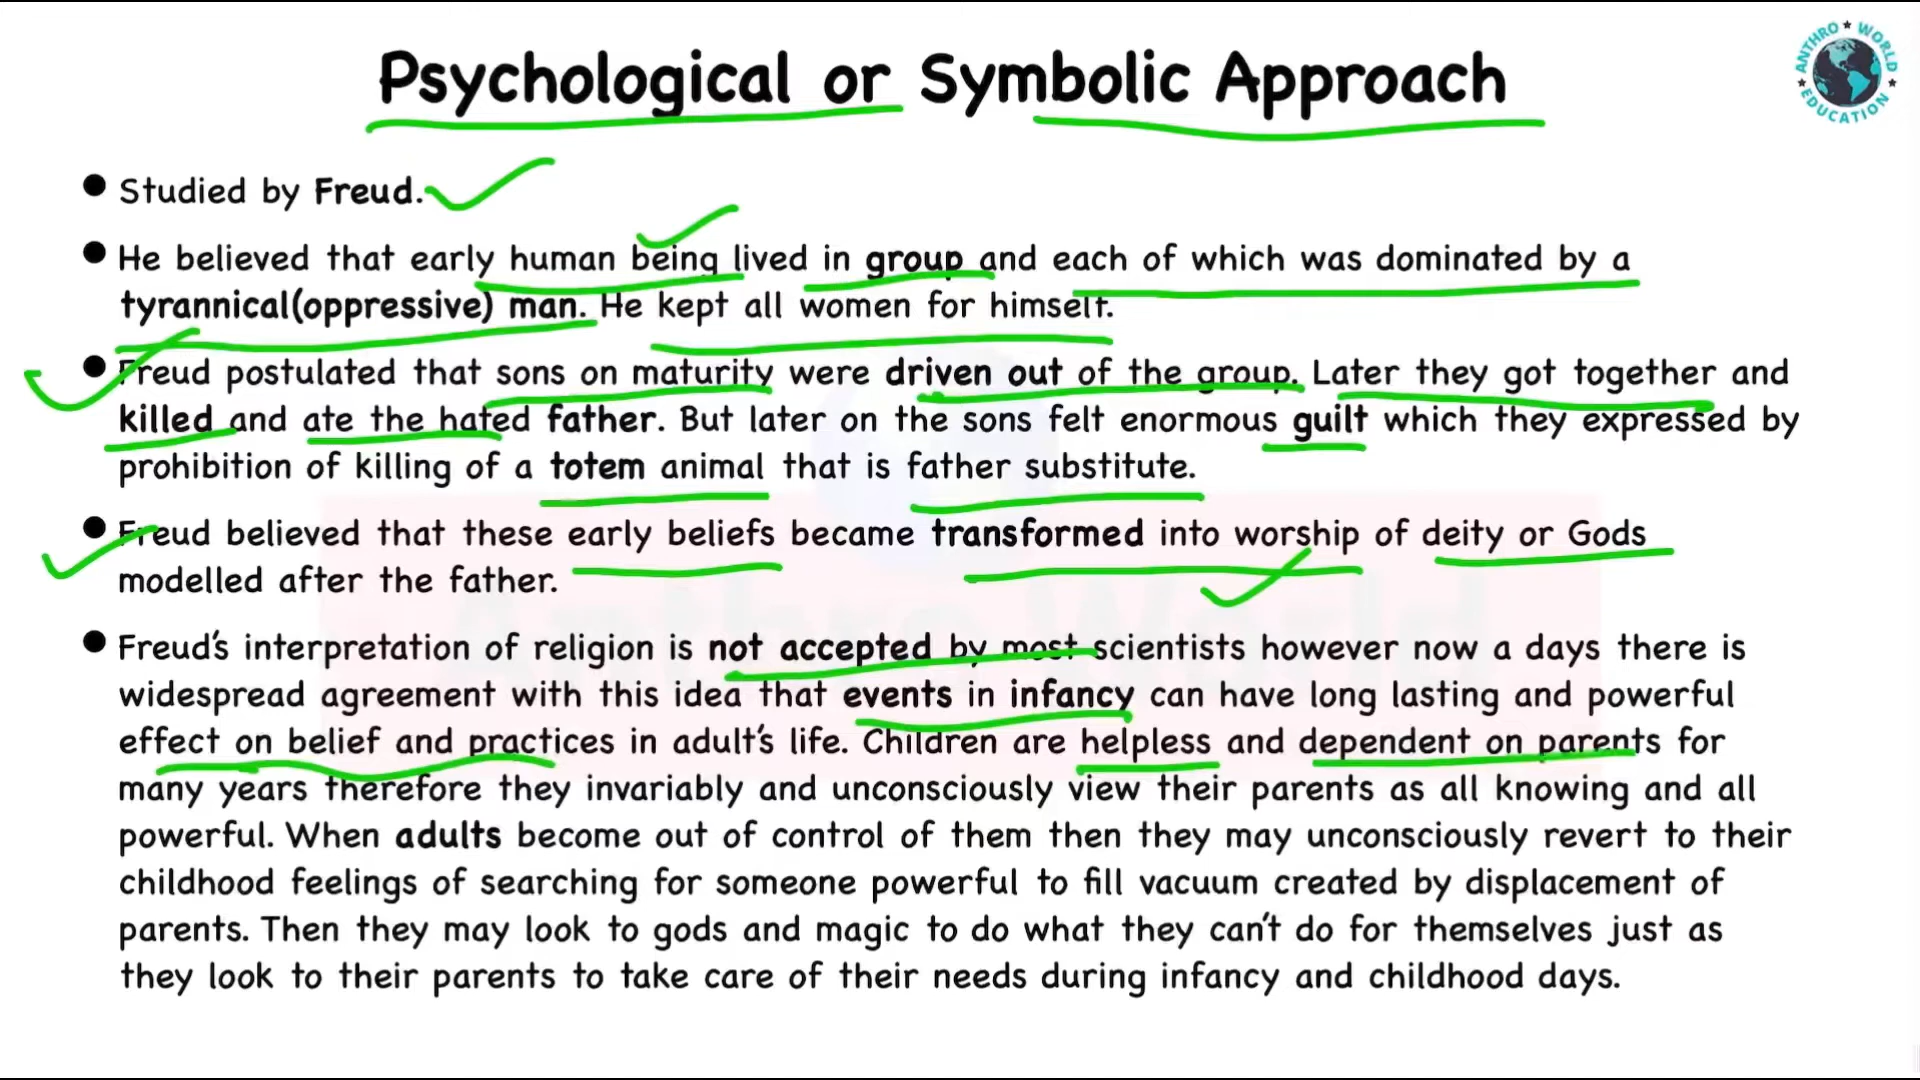 Psychological or Symbolic Approach
ANTHRO WORLD
EDUCATION
● Studied by Freud.
● He believed that early human being lived in group and each of which was dominated by a
tyrannical(oppressive) man. He kept all women for himself.
● Freud postulated that sons on maturity were driven out of the group. Later they got together and
killed and ate the hated father. But later on the sons felt enormous guilt which they expressed by
prohibition of killing of a totem animal that is father substitute.
● Freud believed that these early beliefs became transformed into worship of deity or Gods
modelled after the father.
● Freud's interpretation of religion is not accepted by most scientists however now a days there is
widespread agreement with this idea that events in infancy can have long lasting and powerful
effect on belief and practices in adult's life. Children are helpless and dependent on parents for
many years therefore they invariably and unconsciously view their parents as all knowing and all
powerful. When adults become out of control of them then they may unconsciously revert to their
childhood feelings of searching for someone powerful to fill vacuum created by displacement of
parents. Then they may look to gods and magic to do what they can't do for themselves just as
they look to their parents to take care of their needs during infancy and childhood days.
Anthro World